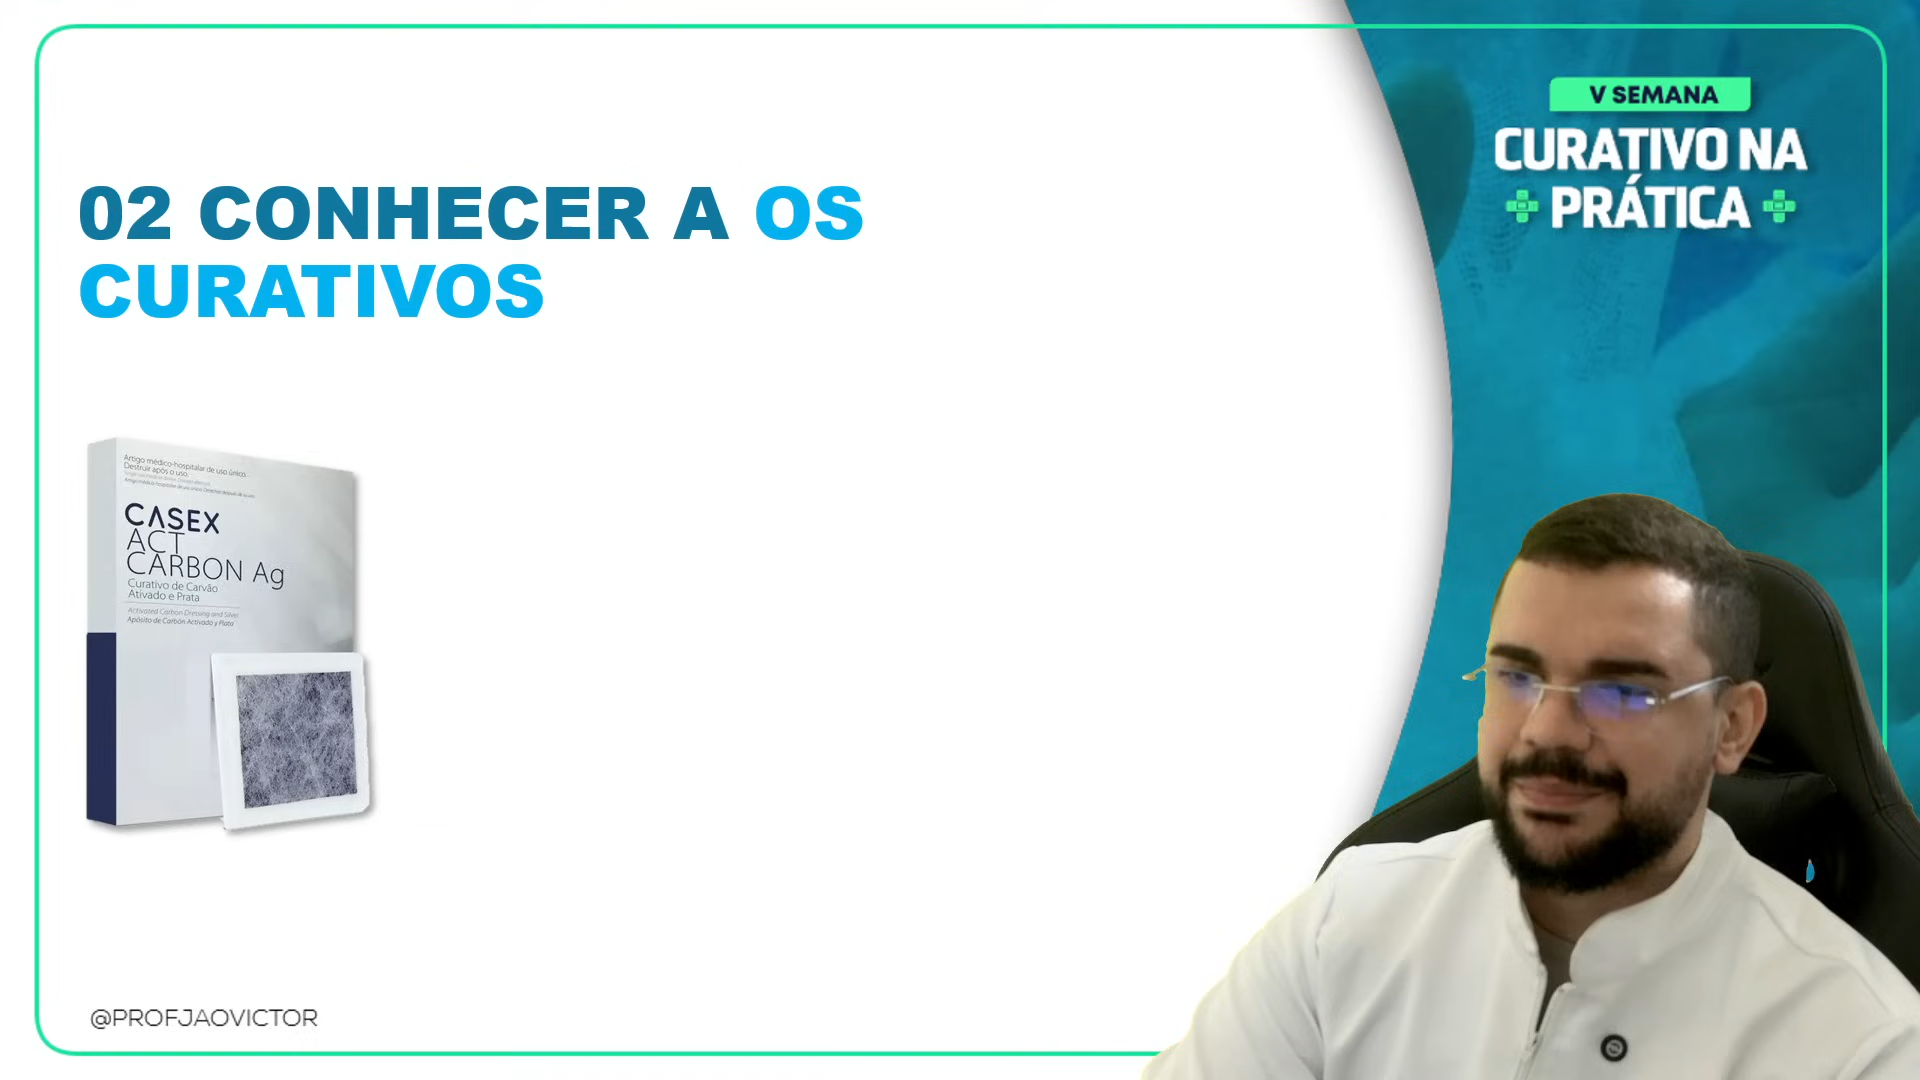 V SEMANA
CURATIVO NA
PRÁTICA
02 CONHECER A OS
CURATIVOS
Artigo médico-hospitalar de uso único.
Destruir após o uso.
CASEX
ACT
CARBON Ag
Curativo de Carvão
Ativado e Prata
Activated Carbon Dressing and Silver
Apósito de Carbón Activado y Plata
@PROFJAOVICTOR